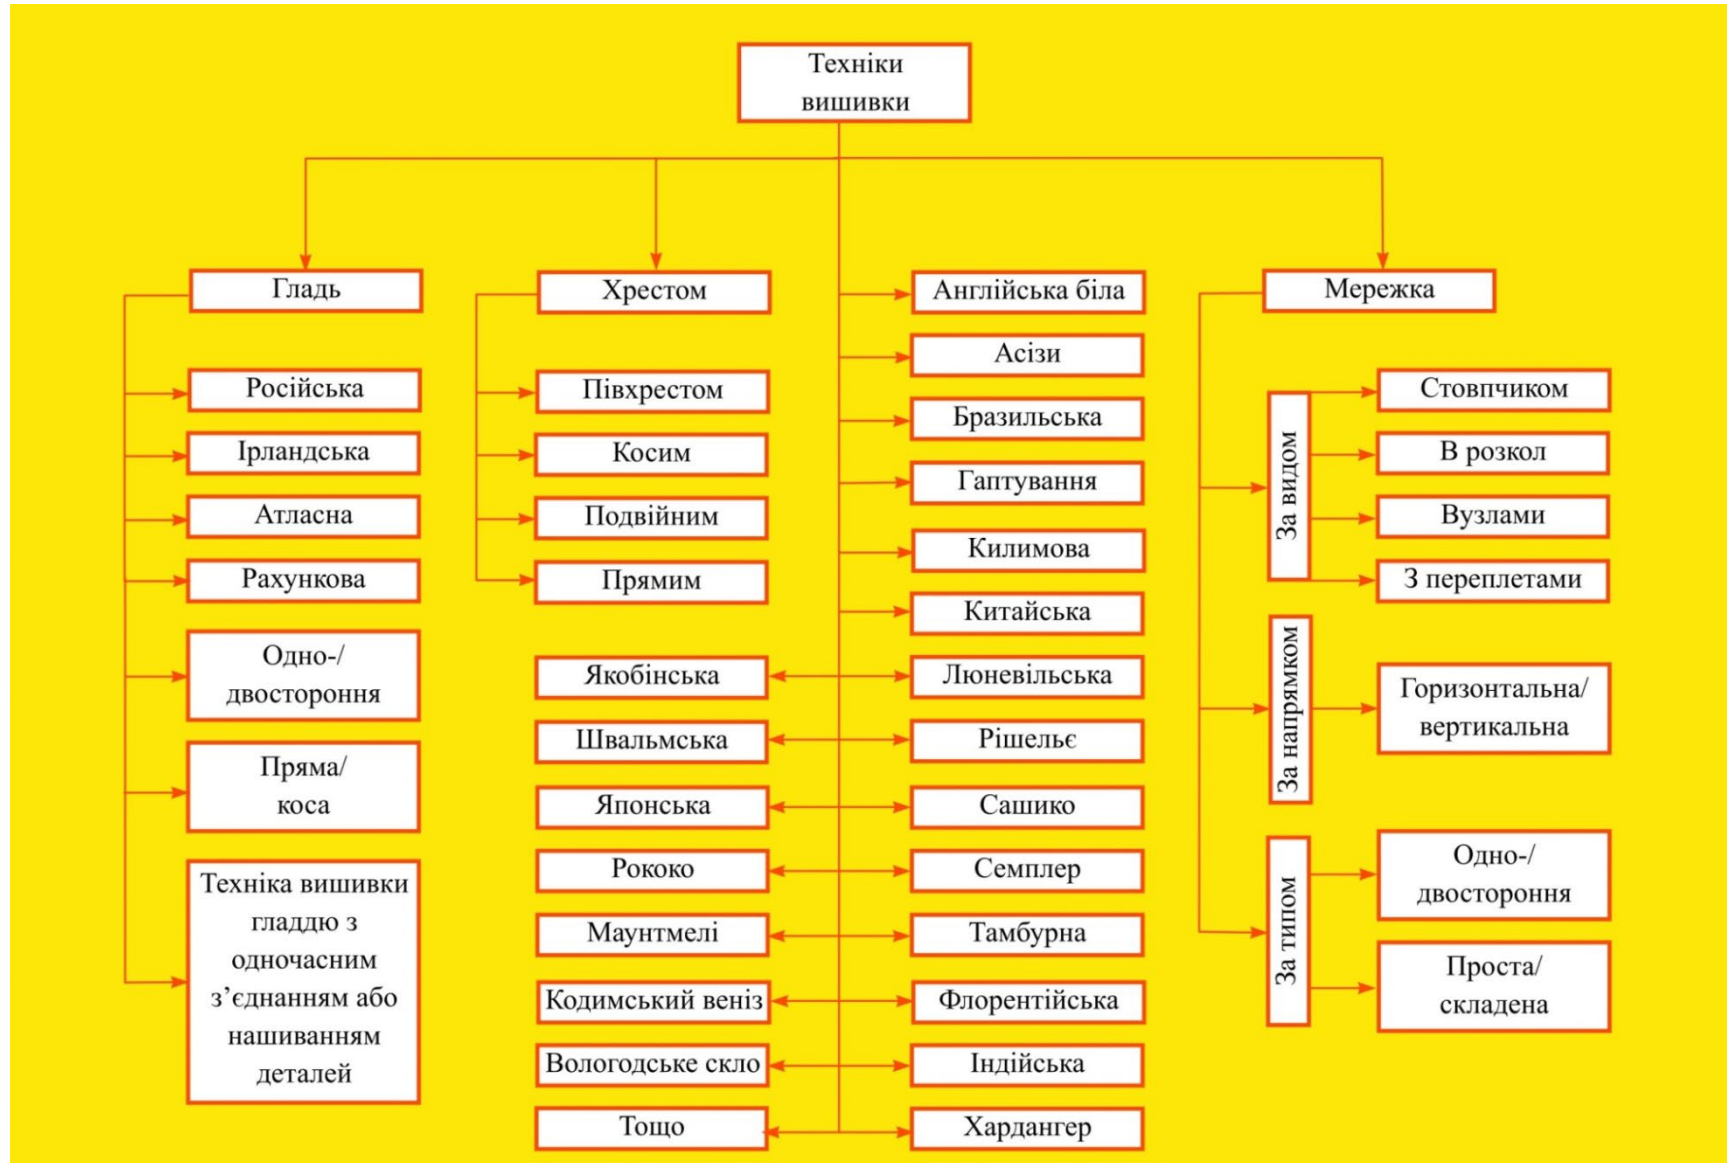 Техніки
вишивки
Гладь
Російська
Ірландська
Атласна
Рахункова
Одно-/
двостороння
Пряма/
коса
Техніка вишивки
гладдю з
одночасним
з’єднанням або
нашиванням
деталей
Хрестом
Півхрестом
Косим
Подвійним
Прямим
Якобінська
Швальмська
Японська
Рококо
Маунтмелі
Кодимський веніз
Вологодське скло
Тощо
Англійська біла
Асізи
Бразильська
Гаптування
Килимова
Китайська
Люневільська
Рішельє
Сашико
Семплер
Тамбурна
Флорентійська
Індійська
Хардангер
Мережка
За видом
Стовпчиком
В розкол
Вузлами
З переплетами
За напрямком
Горизонтальна/
вертикальна
За типом
Одно-/
двостороння
Проста/
складена